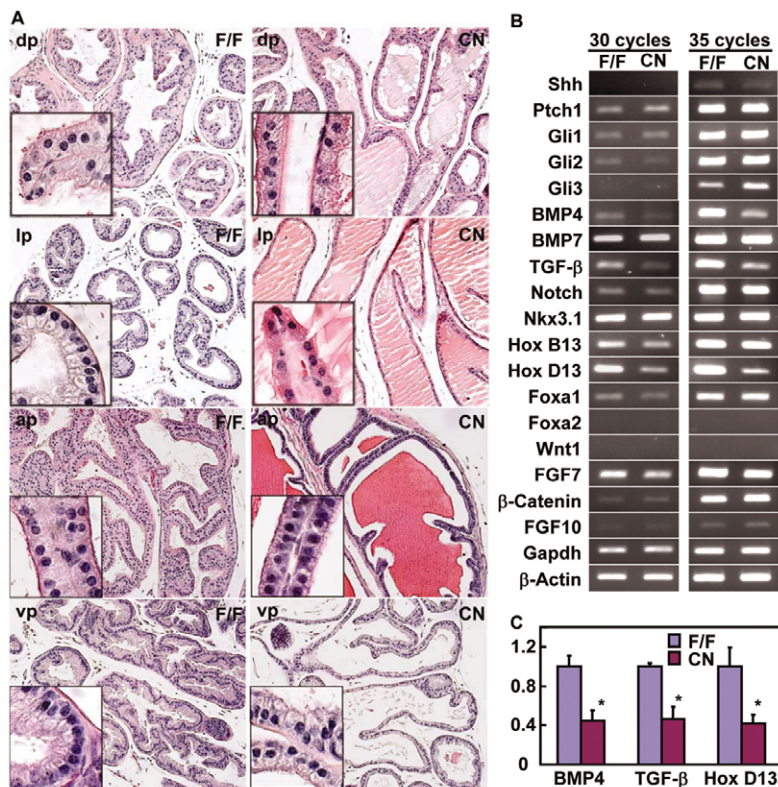 A
dp F/F
dp CN
lp F/F
lp CN
ap F/F
ap CN
vp F/F
vp CN
B
30 cycles 35 cycles
F/F CN F/F CN
Shh
Ptch1
Gli1
Gli2
Gli3
BMP4
BMP7
TGF-β
Notch
Nkx3.1
Hox B13
Hox D13
Foxa1
Foxa2
Wnt1
FGF7
β-Catenin
FGF10
Gapdh
β-Actin
C
F/F
CN
1.2
0.8
0.4
0
* * *
BMP4 TGF-β Hox D13